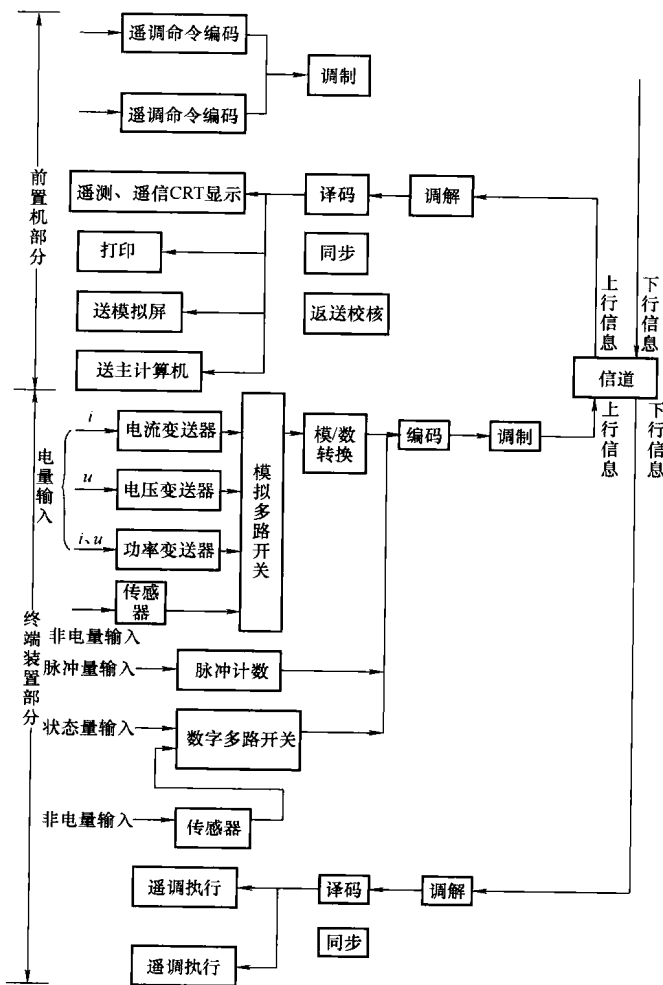 遥调命令编码
调制
遥调命令编码
前置机部分
遥测、遥信CRT显示
译码
调解
打印
同步
送模拟屏
返送校核
上行信息
下行信息
送主计算机
信道
i
电流变送器
模/数
转换
编码
调制
上行信息
下行信息
电量输入
u
电压变送器
模拟多路开关
i、u
功率变送器
传感
器
终端装置部分
非电量输入
脉冲量输入
脉冲计数
状态量输入
数字多路开关
非电量输入
传感器
遥调执行
译码
调解
同步
遥调执行